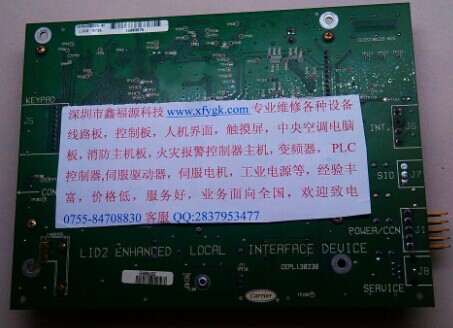 KEYPAD
J5
深圳市鑫福源科技 www.xfygk.com 专业维修各种设备
线路板，控制板，人机界面，触摸屏，中央空调电脑
板，消防主机板，火灾报警控制器主机，变频器， PLC
控制器,伺服驱动器，伺服电机，工业电源等，经验丰
富，价格低，服务好，业务面向全国，欢迎致电
0755-84708830 客服 QQ:2837953477
INT.
J6
SIO
J7
CON
POWER/CCN
J1
LID2 ENHANCED - LOCAL - INTERFACE DEVICE
CEPL130230
J8
SERVICE
Carrier